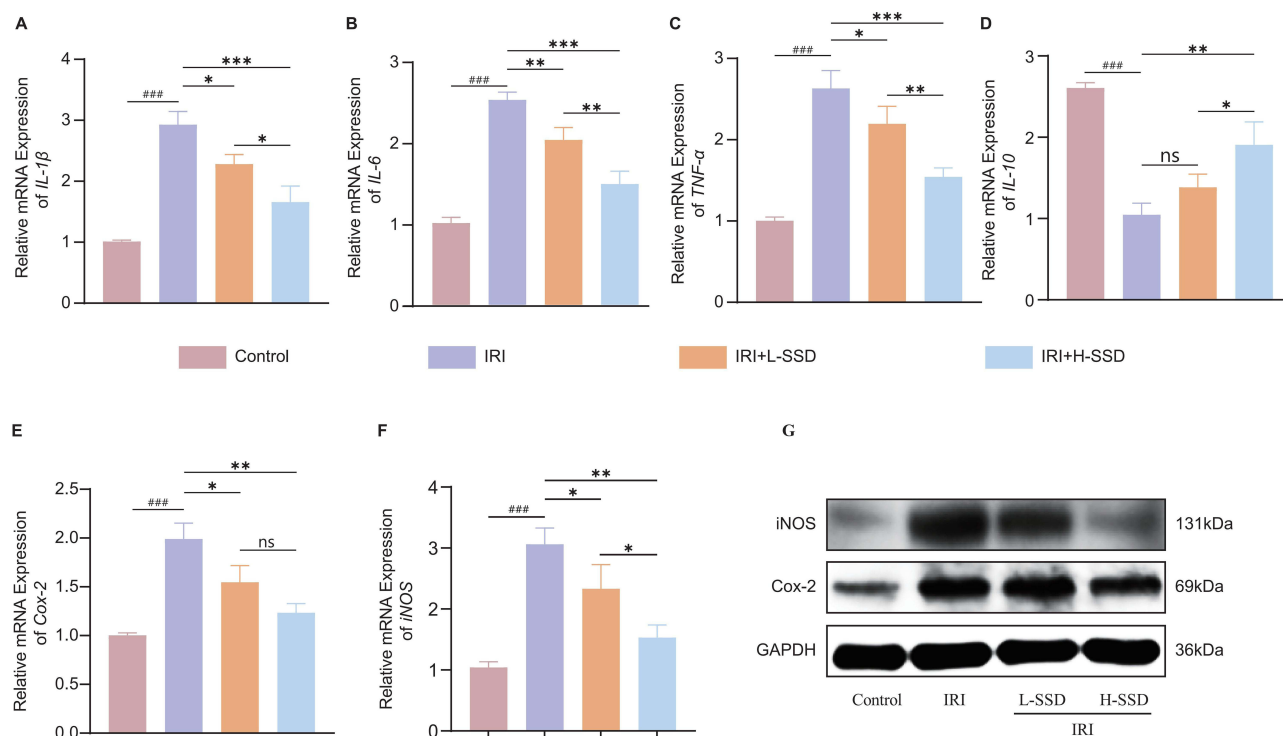 A
Relative mRNA Expression
of IL-1β
4
3
2
1
0
###
***
*
*
B
Relative mRNA Expression
of IL-6
3
2
1
0
###
***
**
**
C
Relative mRNA Expression
of TNF-α
3
2
1
0
###
***
*
**
D
Relative mRNA Expression
of IL-10
3
2
1
0
###
**
*
ns
Control
IRI
IRI+L-SSD
IRI+H-SSD
E
Relative mRNA Expression
of Cox-2
2.5
2.0
1.5
1.0
0.5
0.0
###
**
*
ns
F
Relative mRNA Expression
of iNOS
4
3
2
1
0
###
**
*
*
G
iNOS 131kDa
Cox-2 69kDa
GAPDH 36kDa
Control IRI L-SSD H-SSD
IRI